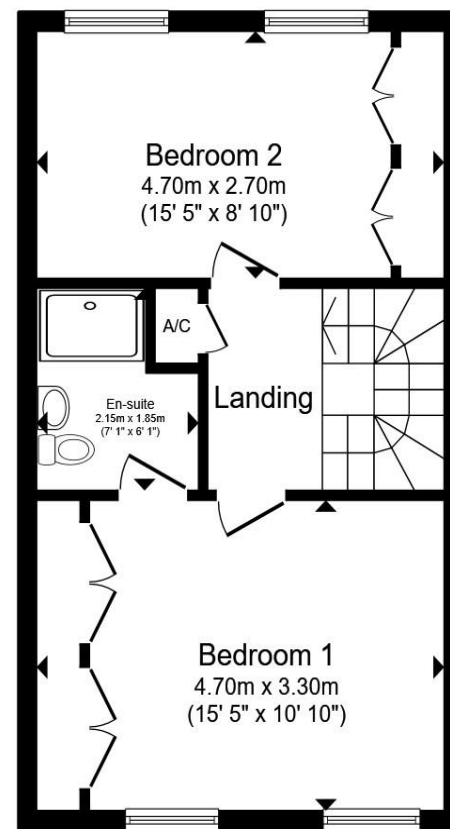 Bedroom 2
4.70m x 2.70m
(15' 5" x 8' 10")
A/C
Landing
En-suite
2.15m x 1.85m
(7' 1" x 6' 1")
Bedroom 1
4.70m x 3.30m
(15' 5" x 10' 10")